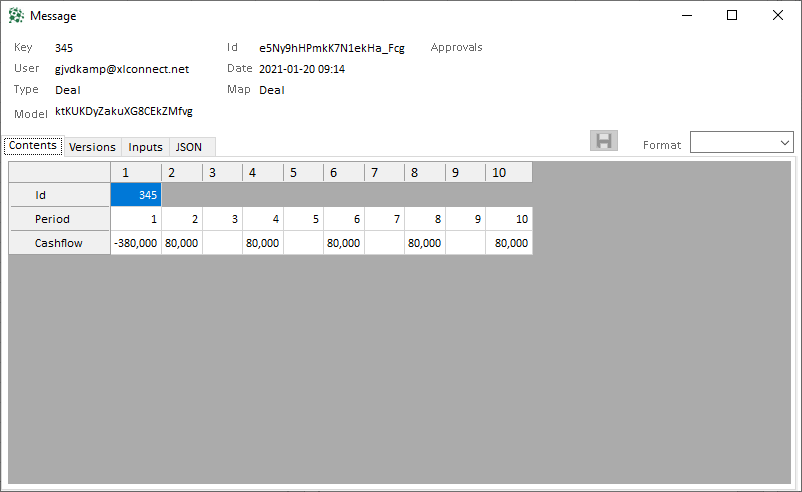 Message
Key 345 Id e5Ny9hHPmkK7N1ekHa_Fcg Approvals
User gjvdkamp@xlconnect.net Date 2021-01-20 09:14
Type Deal Map Deal
Model ktKUKDyZakuXG8CEkZMfvg
Contents Versions Inputs JSON Format
1 2 3 4 5 6 7 8 9 10
Id 345
Period 1 2 3 4 5 6 7 8 9 10
Cashflow -380,000 80,000 80,000 80,000 80,000 80,000